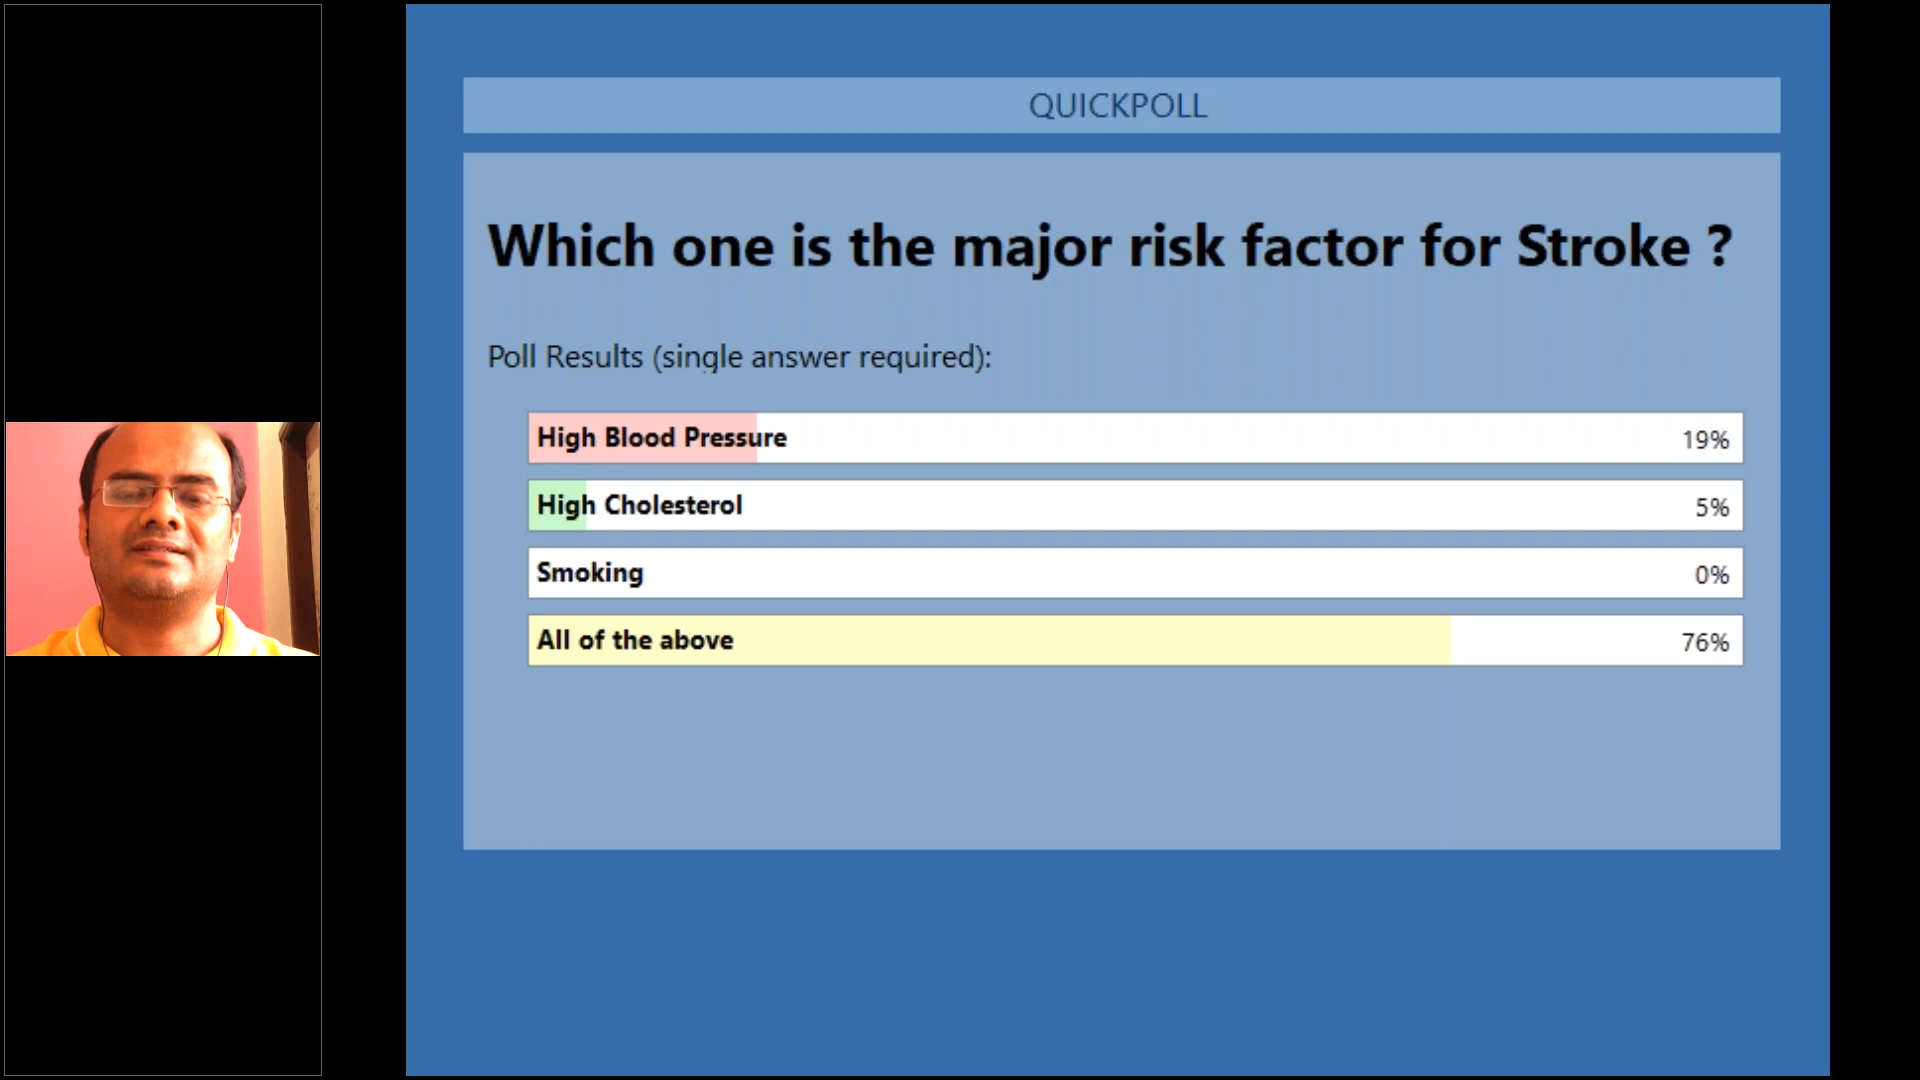 QUICKPOLL
Which one is the major risk factor for Stroke ?
Poll Results (single answer required):
High Blood Pressure 19%
High Cholesterol 5%
Smoking 0%
All of the above 76%